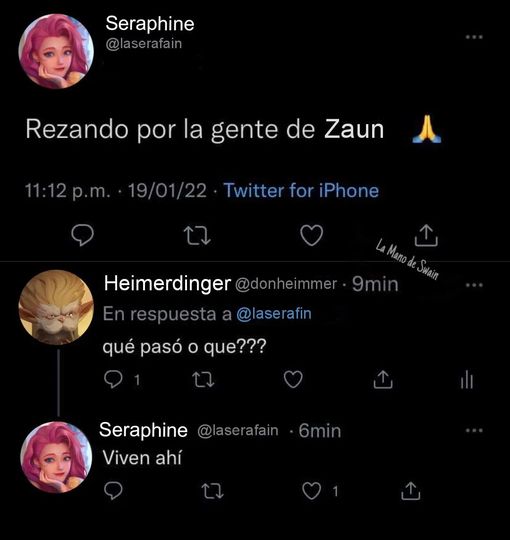 Seraphine
@laserafain
Rezando por la gente de Zaun 🙏
11:12 p.m. · 19/01/22 · Twitter for iPhone
La Mano de Swain
Heimerdinger @donheimmer · 9min
En respuesta a @laserafin
qué pasó o que???
1
Seraphine @laserafain · 6min
Viven ahí
1